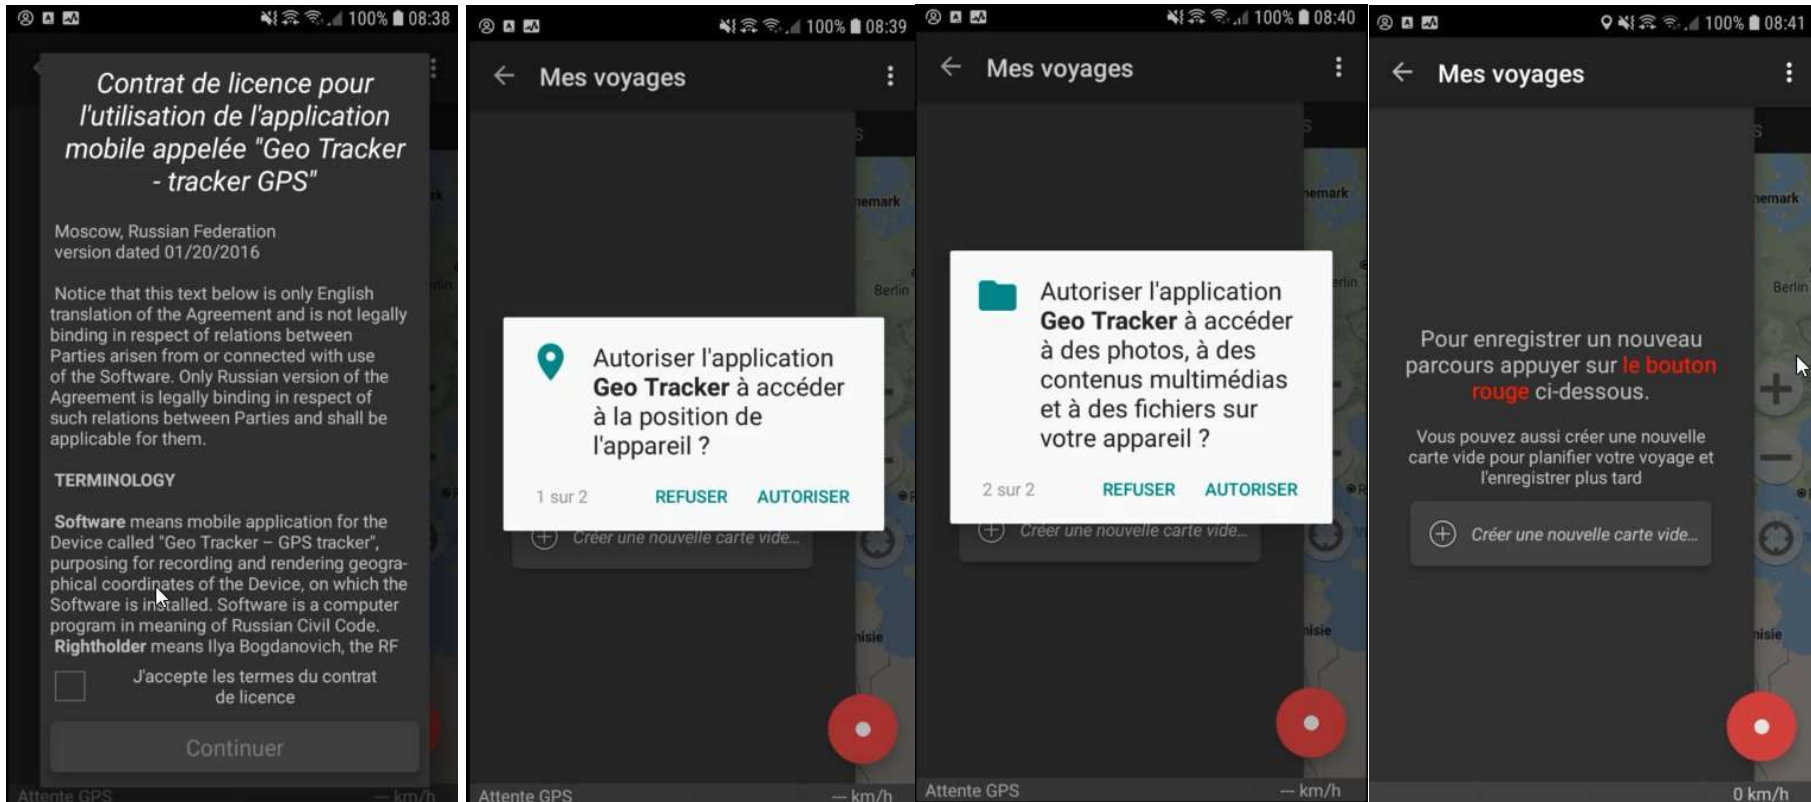 100% 08:38
Contrat de licence pour
l'utilisation de l'application
mobile appelée "Geo Tracker
- tracker GPS"
Moscow, Russian Federation
version dated 01/20/2016
Notice that this text below is only English
translation of the Agreement and is not legally
binding in respect of relations between
Parties arisen from or connected with use
of the Software. Only Russian version of the
Agreement is legally binding in respect of
such relations between Parties and shall be
applicable for them.
TERMINOLOGY
Software means mobile application for the
Device called "Geo Tracker – GPS tracker",
purposing for recording and rendering geogra-
phical coordinates of the Device, on which the
Software is installed. Software is a computer
program in meaning of Russian Civil Code.
Rightholder means Ilya Bogdanovich, the RF
J'accepte les termes du contrat
de licence
Continuer
Attente GPS
--- km/h
100% 08:39
Mes voyages
S
nemark
Berlin
Autoriser l'application
Geo Tracker à accéder
à la position de
l'appareil ?
1 sur 2
REFUSER
AUTORISER
Créer une nouvelle carte vide...
nisie
Attente GPS
--- km/h
100% 08:40
Mes voyages
S
nemark
erlin
Autoriser l'application
Geo Tracker à accéder
à des photos, à des
contenus multimédias
et à des fichiers sur
votre appareil ?
2 sur 2
REFUSER
AUTORISER
Créer une nouvelle carte vide...
nisie
Attente GPS
--- km/h
100% 08:41
Mes voyages
S
nemark
Berlin
Pour enregistrer un nouveau
parcours appuyer sur le bouton
rouge ci-dessous.
Vous pouvez aussi créer une nouvelle
carte vide pour planifier votre voyage et
l'enregistrer plus tard
Créer une nouvelle carte vide...
nisie
0 km/h